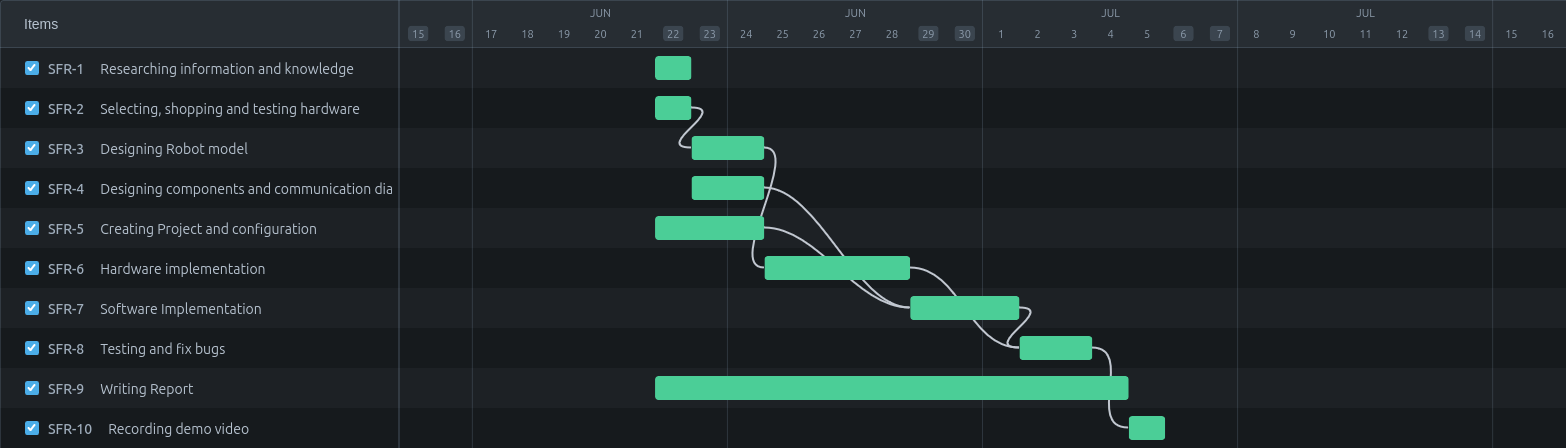 Items
JUN JUN JUL JUL
15 16 17 18 19 20 21 22 23 24 25 26 27 28 29 30 1 2 3 4 5 6 7 8 9 10 11 12 13 14 15 16
SFR-1 Researching information and knowledge
SFR-2 Selecting, shopping and testing hardware
SFR-3 Designing Robot model
SFR-4 Designing components and communication dia
SFR-5 Creating Project and configuration
SFR-6 Hardware implementation
SFR-7 Software Implementation
SFR-8 Testing and fix bugs
SFR-9 Writing Report
SFR-10 Recording demo video